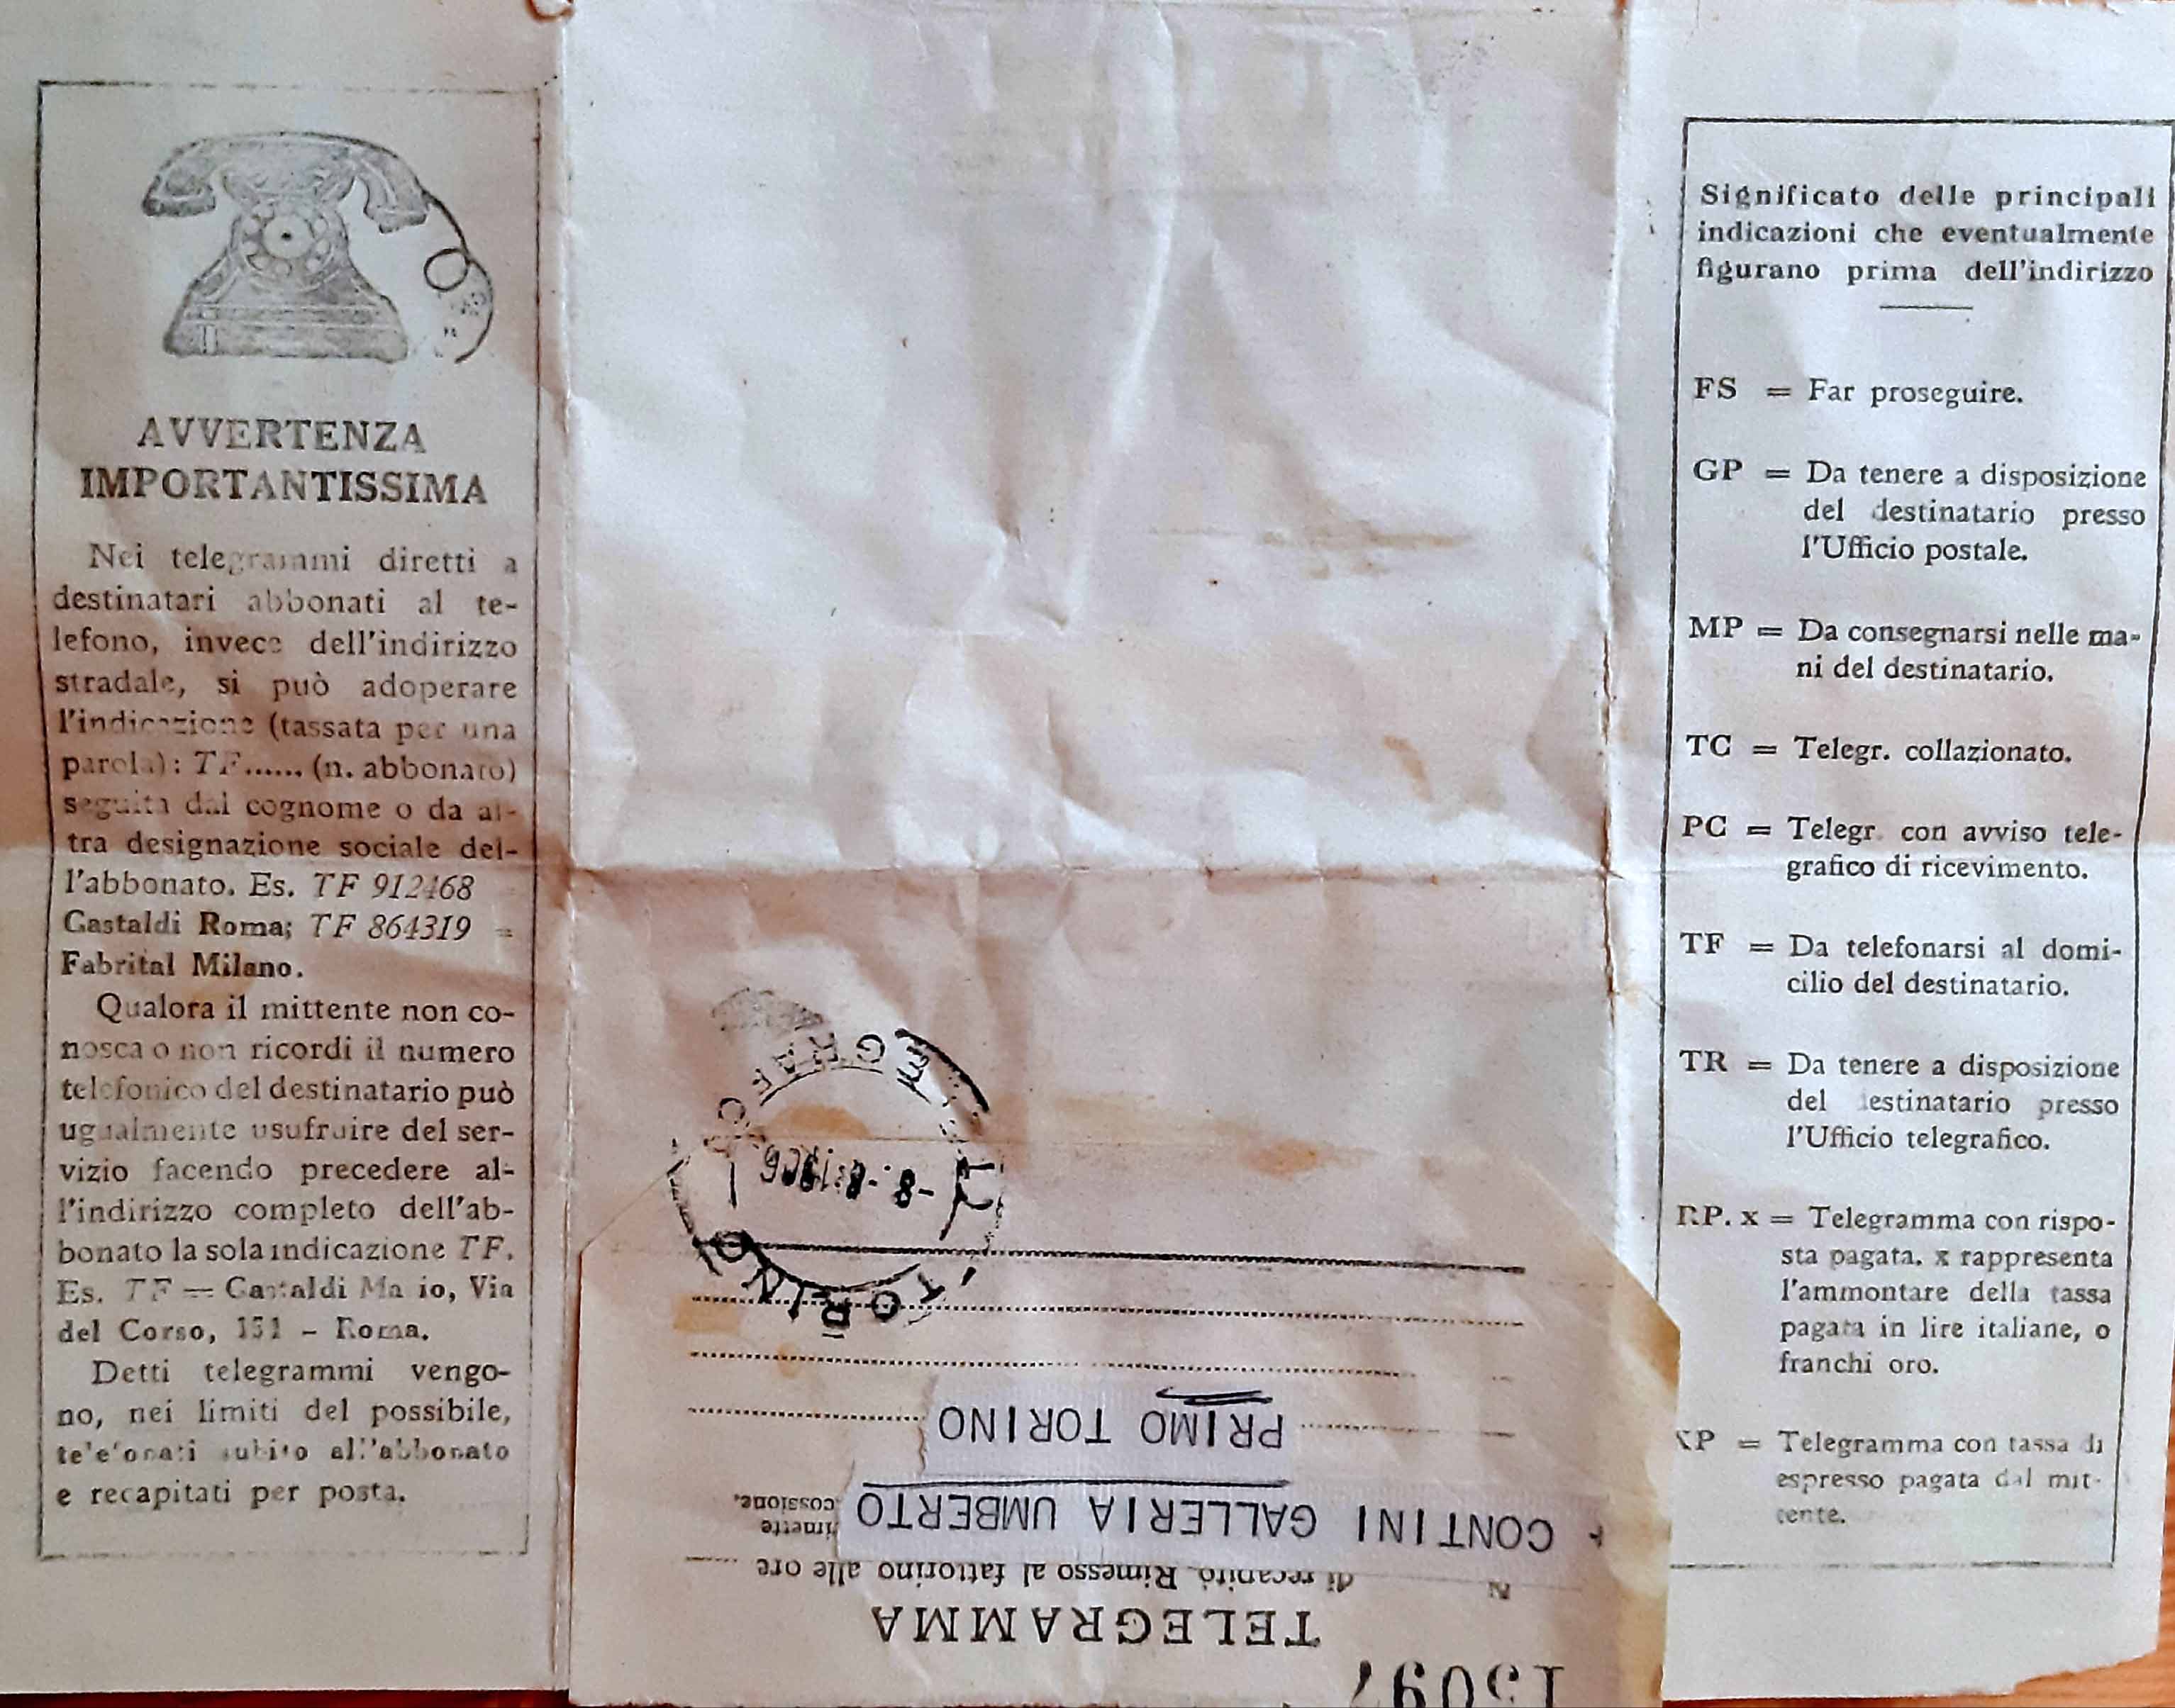 AVVERTENZA
IMPORTANTISSIMA
Nei telegrammi diretti a
destinatari abbonati al te-
lefono, invece dell'indirizzo
stradale, si può adoperare
l'indicazione (tassata per una
parola): TF...... (n. abbonato)
seguita dal cognome o da al-
tra designazione sociale del-
l'abbonato. Es. TF 912468 =
Gastaldi Roma; TF 864319 =
Fabrital Milano.
Qualora il mittente non co-
nosca o non ricordi il numero
telefonico del destinatario può
ugualmente usufruire del ser-
vizio facendo precedere al-
l'indirizzo completo dell'ab-
bonato la sola indicazione TF.
Es. TF = Gastaldi Ma io, Via
del Corso, 151 - Roma.
Detti telegrammi vengo-
no, nei limiti del possibile,
telefonati subito all'abbonato
e recapitati per posta.
TELEGRAMMA
di recapito. Rimesso al fattorino alle ore
CONTINI GALLERIA UMBERTO
PRIMO TORINO
TORINO
Significato delle principali
indicazioni che eventualmente
figurano prima dell'indirizzo
FS = Far proseguire.
GP = Da tenere a disposizione
del destinatario presso
l'Ufficio postale.
MP = Da consegnarsi nelle ma-
ni del destinatario.
TC = Telegr. collazionato.
PC = Telegr. con avviso tele-
grafico di ricevimento.
TF = Da telefonarsi al domi-
cilio del destinatario.
TR = Da tenere a disposizione
del destinatario presso
l'Ufficio telegrafico.
RP. x = Telegramma con rispo-
sta pagata. x rappresenta
l'ammontare della tassa
pagata in lire italiane, o
franchi oro.
XP = Telegramma con tassa di
espresso pagata dal mit-
tente.